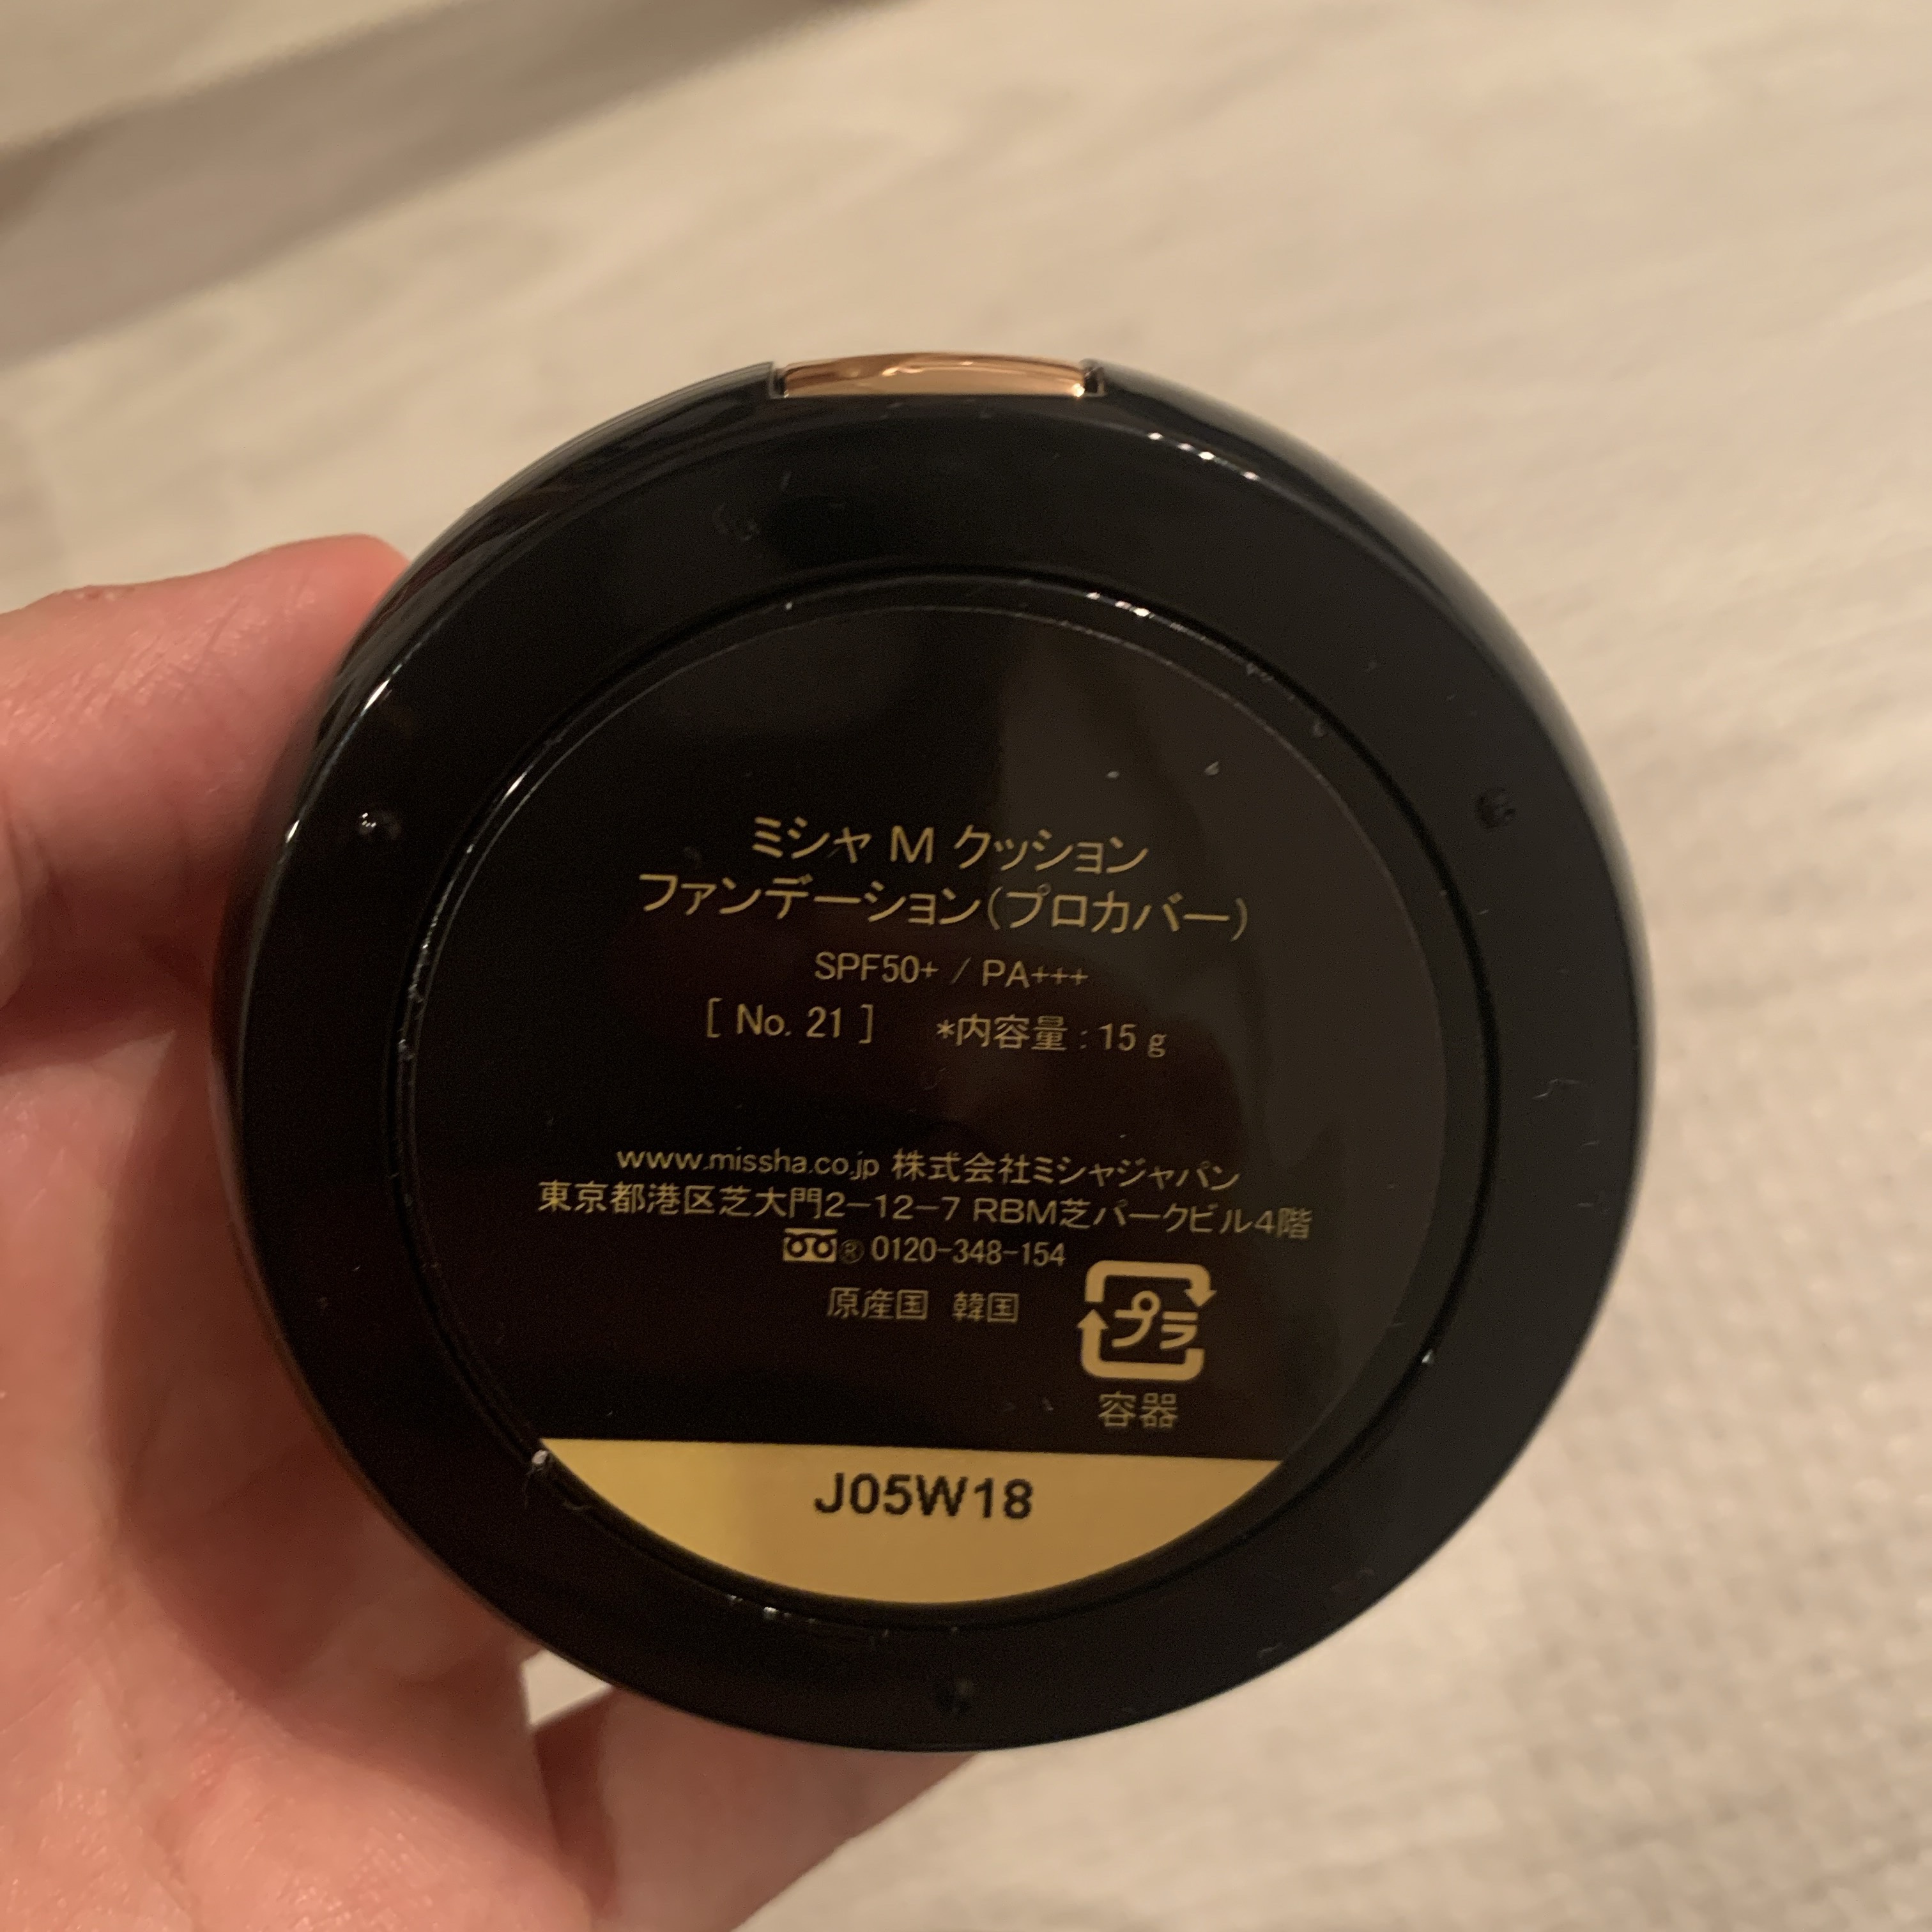 ミシャ M クッション
ファンデーション(プロカバー)
SPF50+ / PA+++
[ No. 21 ] *内容量 : 15 g
www.missha.co.jp 株式会社ミシャジャパン
東京都港区芝大門2-12-7 RBM芝パークビル4階
® 0120-348-154
原産国 韓国
プラ
容器
J05W18